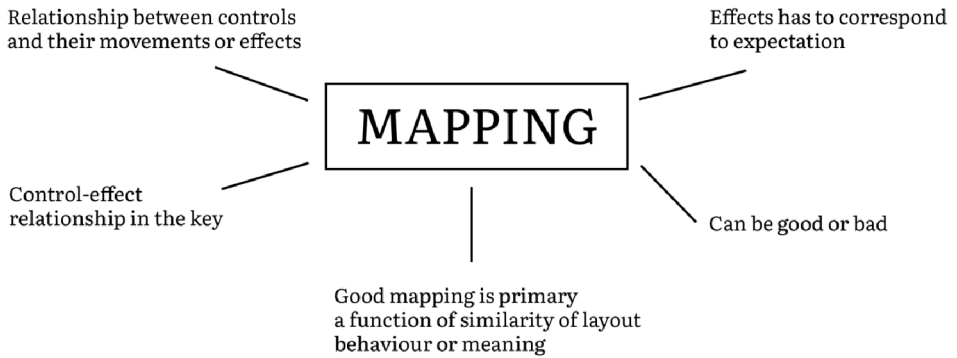 Relationship between controls
and their movements or effects
Effects has to correspond
to expectation
MAPPING
Control-effect
relationship in the key
Can be good or bad
Good mapping is primary
a function of similarity of layout
behaviour or meaning